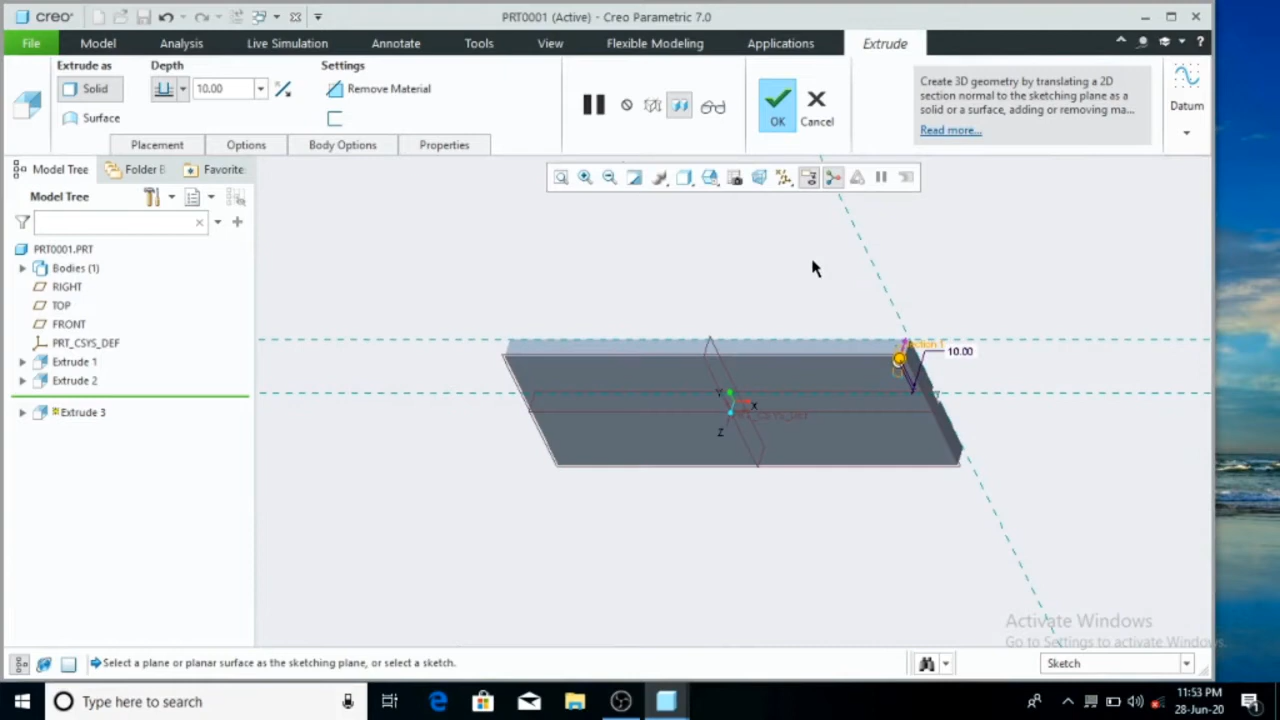 creo
PRT0001 (Active) - Creo Parametric 7.0
File Model Analysis Live Simulation Annotate Tools View Flexible Modeling Applications Extrude
Extrude as Depth Settings
Solid 10.00 Remove Material
Surface
OK Cancel
Create 3D geometry by translating a 2D
section normal to the sketching plane as a
solid or a surface, adding or removing ma...
Read more...
Datum
Placement Options Body Options Properties
Model Tree Folder B Favorite
Model Tree
PRT0001.PRT
Bodies (1)
RIGHT
TOP
FRONT
PRT_CSYS_DEF
Extrude 1
Extrude 2
Extrude 3
10.00
Y
X
Z
Activate Windows
Go to Settings to activate Windows.
Select a plane or planar surface as the sketching plane, or select a sketch.
Sketch
Type here to search
11:53 PM
28-Jun-20
1